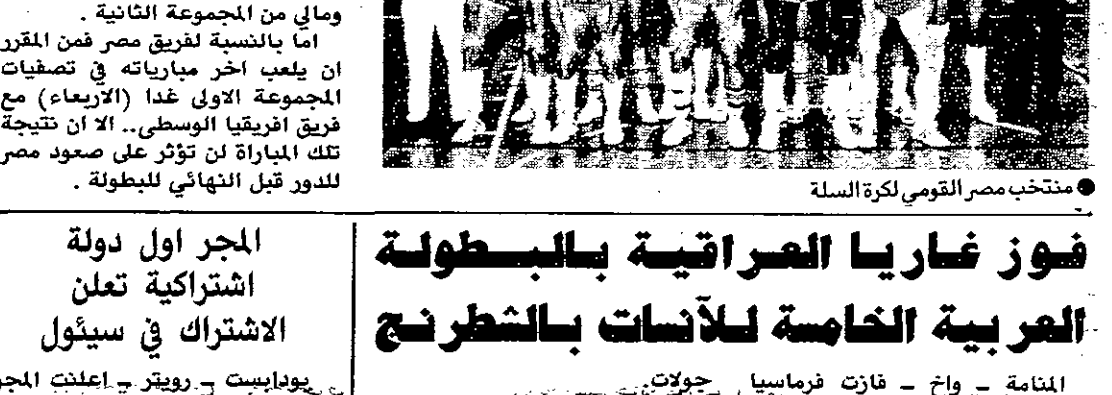 ومالي من المجموعة الثانية .
اما بالنسبة لفريق مصر فمن المقرر
ان يلعب اخر مبارياته في تصفيات
المجموعة الاولى غدا (الاربعاء) مع
فريق افريقيا الوسطى.. الا ان نتيجة
تلك المباراة لن تؤثر على صعود مصر
للدور قبل النهائي للبطولة .
● منتخب مصر القومي لكرة السلة
فوز غاريا العراقية بالبطولة
العربية الخامسة للآنسات بالشطرنج
المنامة - واخ - فازت فرماسيا جولات.
المجر اول دولة
اشتراكية تعلن
الاشتراك في سيئول
بودابست - رويتر - اعلنت المجر